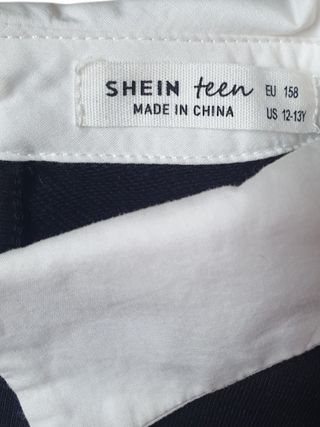 SHEIN teen EU 158
MADE IN CHINA US 12-13Y